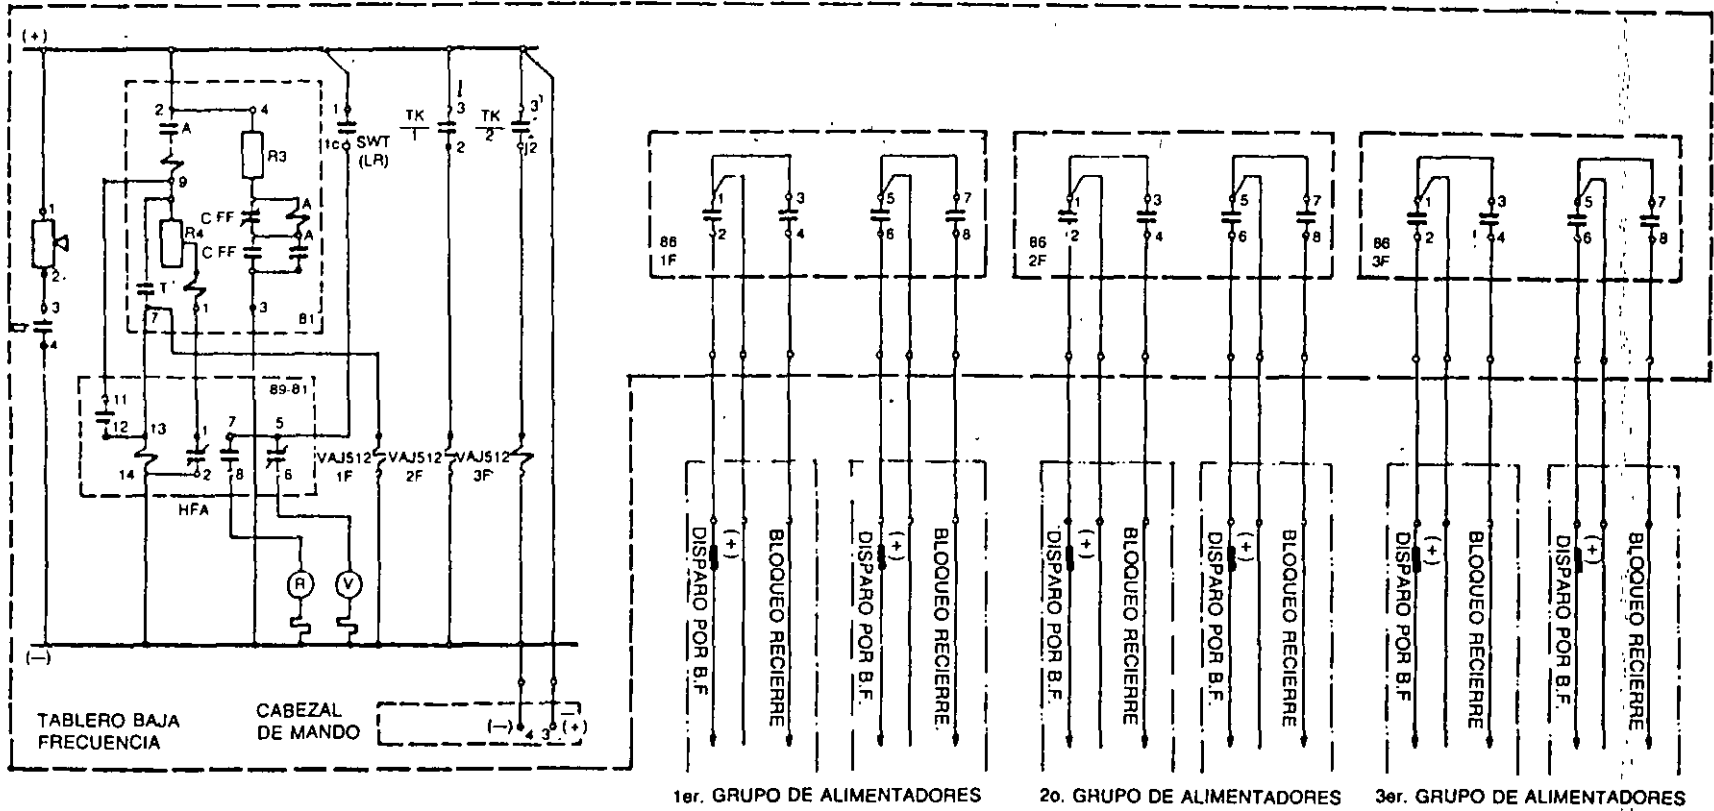 (+)
2
4
A
R3
1
1c
SWT
(LR)
TK
1
3
2
TK
2
3
2
9
C FF
A
R4
C FF
A
1
2
3
4
T
7
1
3
81
89-81
11
12
13
1
7
5
14
2
8
6
HFA
VAJS12
1F
VAJS12
2F
VAJS12
3F
R
V
(—)
TABLERO BAJA
FRECUENCIA
CABEZAL
DE MANDO
(—)
4
3
(+)
1
3
5
7
2
4
6
8
86
1F
1
3
5
7
2
4
6
8
86
2F
1
3
5
7
2
4
6
8
86
3F
DISPARO POR B.F.
(+)
BLOQUEO RECIERRE
DISPARO POR B.F.
(+)
BLOQUEO RECIERRE.
DISPARO POR B.F.
(+)
BLOQUEO RECIERRE
DISPARO POR B.F.
(+)
BLOQUEO RECIERRE
DISPARO POR B.F.
(+)
BLOQUEO RECIERRE
DISPARO POR B.F.
(+)
BLOQUEO RECIERRE
1er. GRUPO DE ALIMENTADORES
2o. GRUPO DE ALIMENTADORES
3er. GRUPO DE ALIMENTADORES